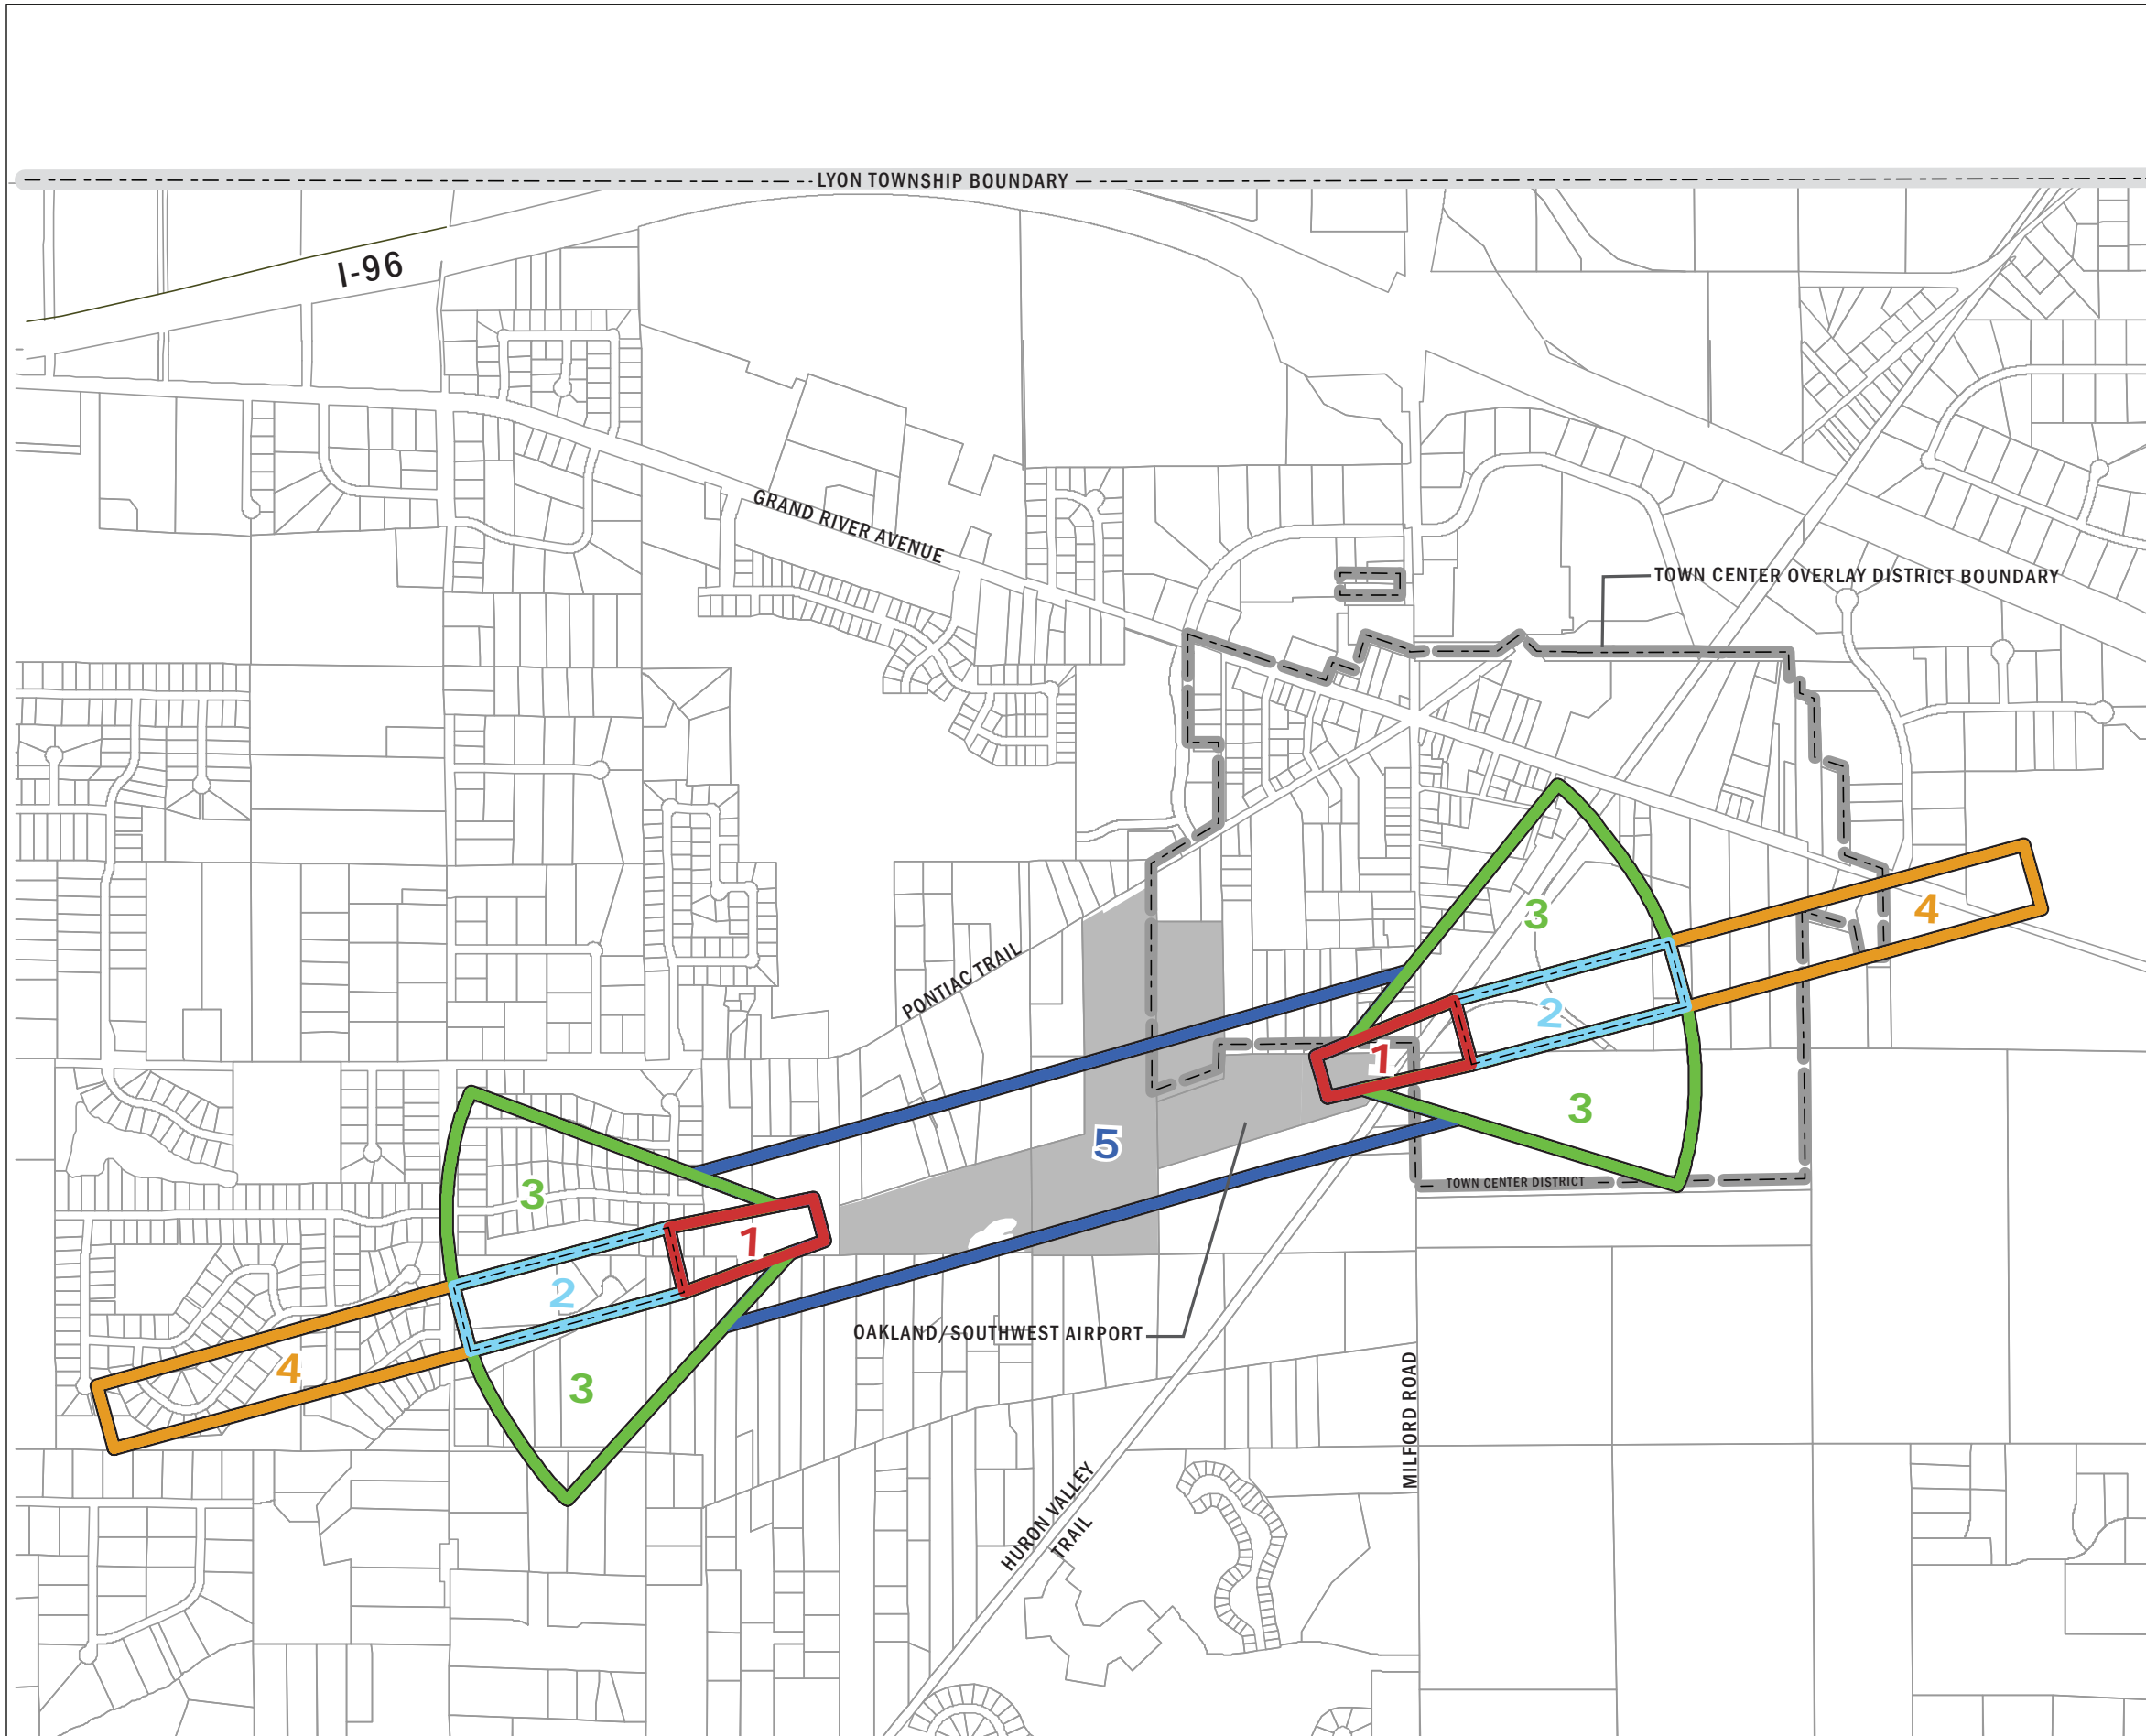 LYON TOWNSHIP BOUNDARY
I-96
GRAND RIVER AVENUE
TOWN CENTER OVERLAY DISTRICT BOUNDARY
3
4
PONTIAC TRAIL
2
1
3
5
TOWN CENTER DISTRICT
3
1
2
OAKLAND/SOUTHWEST AIRPORT
4
3
MILFORD ROAD
HURON VALLEY
TRAIL